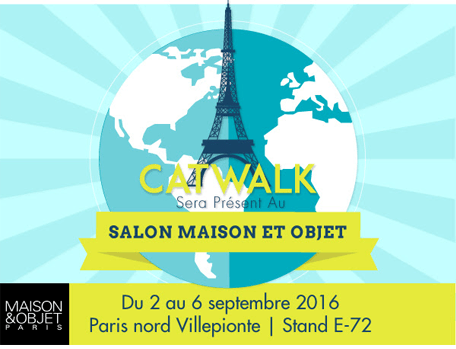 CATWALK
Sera Présent Au
SALON MAISON ET OBJET
Du 2 au 6 septembre 2016
Paris nord Villepionte | Stand E-72
MAISON
&OBJET
PARIS